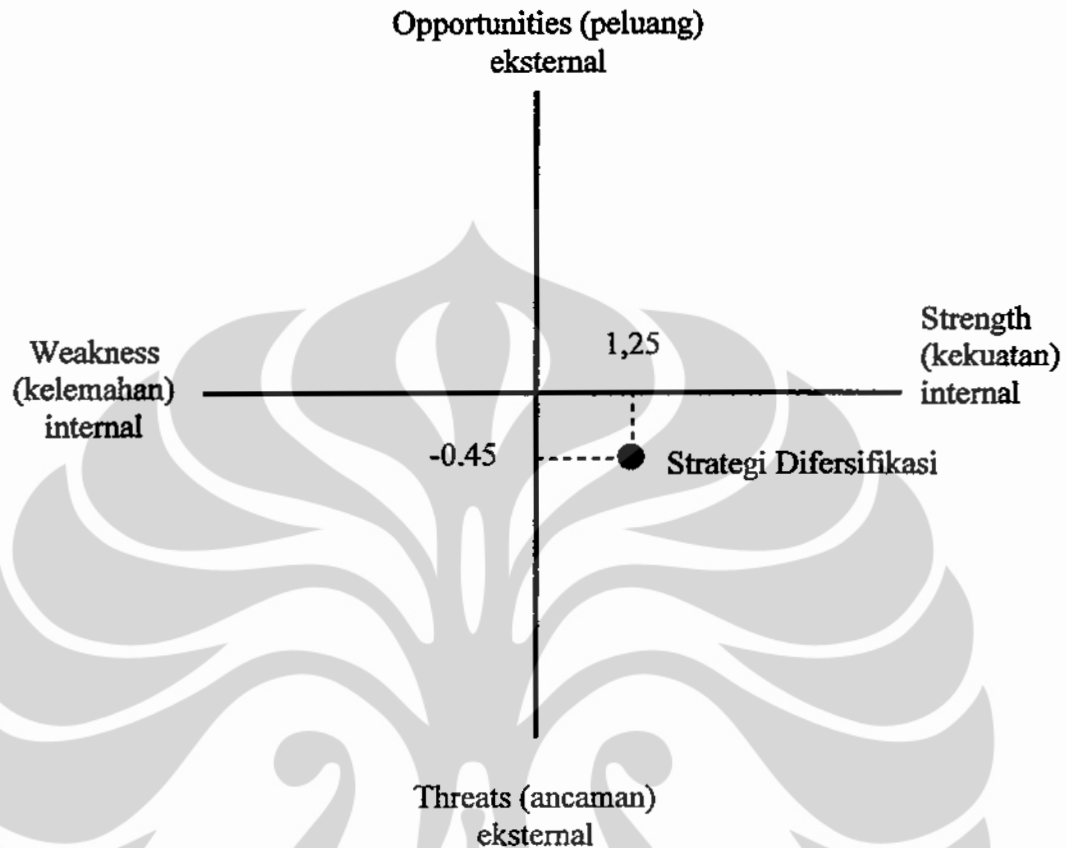 Opportunities (peluang)
eksternal
Weakness
(kelemahan)
internal
1,25
Strength
(kekuatan)
internal
-0.45
Strategi Difersifikasi
Threats (ancaman)
eksternal